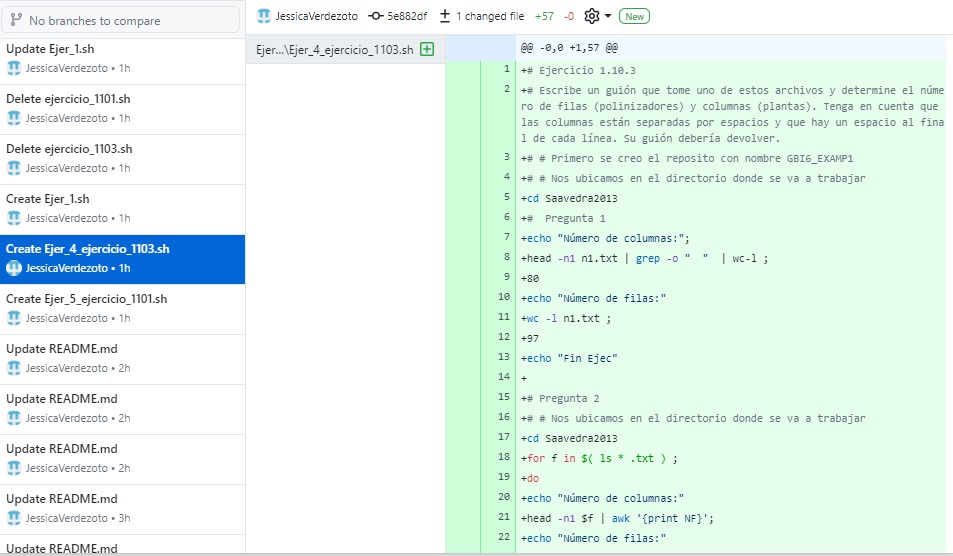 No branches to compare
Update Ejer_1.sh
JessicaVerdezoto • 1h
Delete ejercicio_1101.sh
JessicaVerdezoto • 1h
Delete ejercicio_1103.sh
JessicaVerdezoto • 1h
Create Ejer_1.sh
JessicaVerdezoto • 1h
Create Ejer_4_ejercicio_1103.sh
JessicaVerdezoto • 1h
Create Ejer_5_ejercicio_1101.sh
JessicaVerdezoto • 1h
Update README.md
JessicaVerdezoto • 2h
Update README.md
JessicaVerdezoto • 2h
Update README.md
JessicaVerdezoto • 2h
Update README.md
JessicaVerdezoto • 3h
Update README.md
JessicaVerdezoto 5e882df 1 changed file +57 -0 New
Ejer...\Ejer_4_ejercicio_1103.sh
@@ -0,0 +1,57 @@
1 +# Ejercicio 1.10.3
2 +# Escribe un guión que tome uno de estos archivos y determine el núme
ro de filas (polinizadores) y columnas (plantas). Tenga en cuenta que
las columnas están separadas por espacios y que hay un espacio al fina
l de cada línea. Su guión debería devolver.
3 +# # Primero se creo el reposito con nombre GBI6_EXAMP1
4 +# # Nos ubicamos en el directorio donde se va a trabajar
5 +cd Saavedra2013
6 +#  Pregunta 1
7 +echo "Número de columnas:";
8 +head -n1 n1.txt | grep -o "  "  | wc-l ;
9 +80
10 +echo "Número de filas:"
11 +wc -l n1.txt ;
12 +97
13 +echo "Fin Ejec"
14 +
15 +# Pregunta 2
16 +# # Nos ubicamos en el directorio donde se va a trabajar
17 +cd Saavedra2013
18 +for f in $( ls * .txt ) ;
19 +do
20 +echo "Número de columnas:"
21 +head -n1 $f | awk '{print NF}';
22 +echo "Número de filas:"